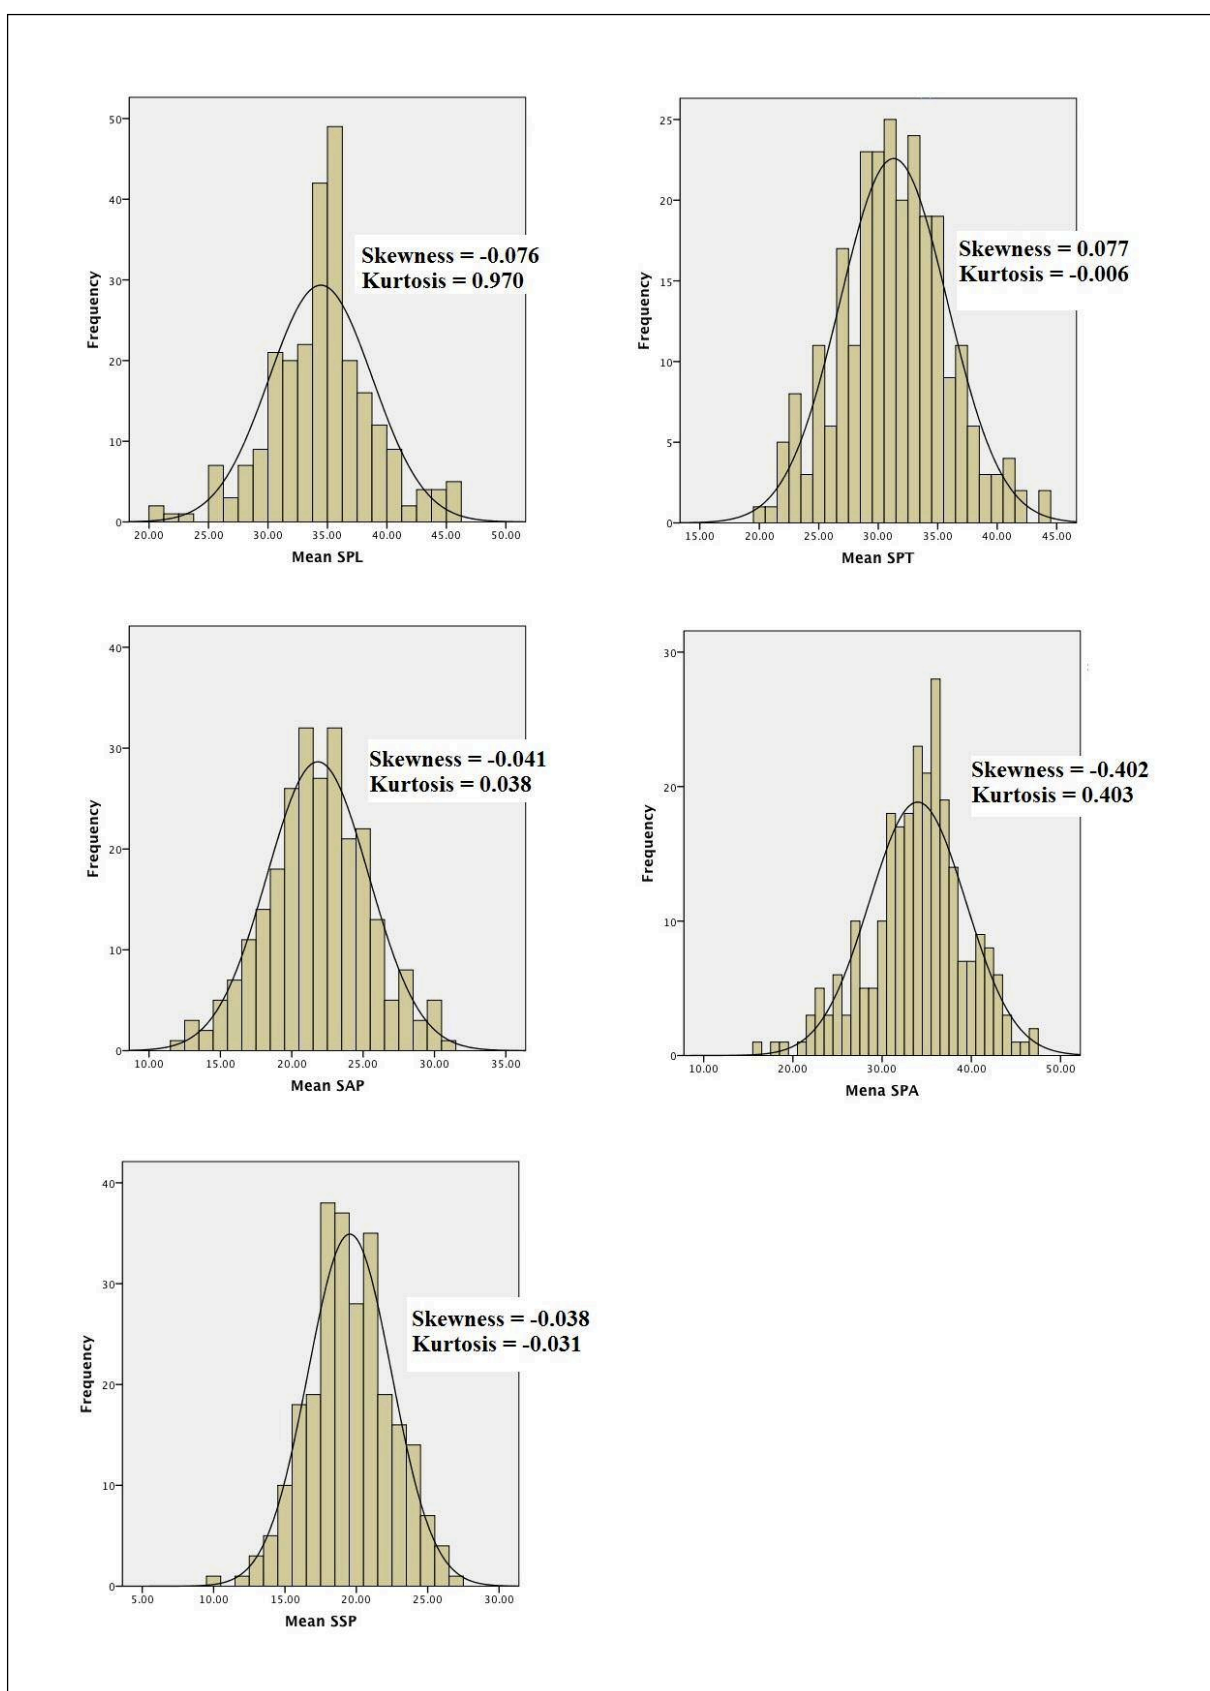 50
40
30
20
10
0
Frequency
Skewness = -0.076
Kurtosis = 0.970
20.00 25.00 30.00 35.00 40.00 45.00 50.00
Mean SPL
25
20
15
10
5
0
Frequency
Skewness = 0.077
Kurtosis = -0.006
15.00 20.00 25.00 30.00 35.00 40.00 45.00
Mean SPT
40
30
20
10
0
Frequency
Skewness = -0.041
Kurtosis = 0.038
10.00 15.00 20.00 25.00 30.00 35.00
Mean SAP
30
20
10
0
Frequency
Skewness = -0.402
Kurtosis = 0.403
10.00 20.00 30.00 40.00 50.00
Mena SPA
40
30
20
10
0
Frequency
Skewness = -0.038
Kurtosis = -0.031
5.00 10.00 15.00 20.00 25.00 30.00
Mean SSP